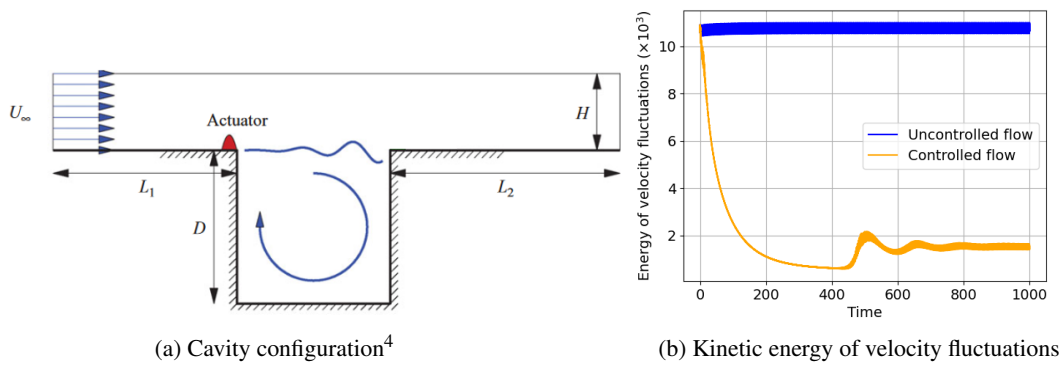 U∞
Actuator
H
L1
L2
D
(a) Cavity configuration4
Energy of velocity fluctuations (×10³)
10
8
6
4
2
0 200 400 600 800 1000
Time
Uncontrolled flow
Controlled flow
(b) Kinetic energy of velocity fluctuations